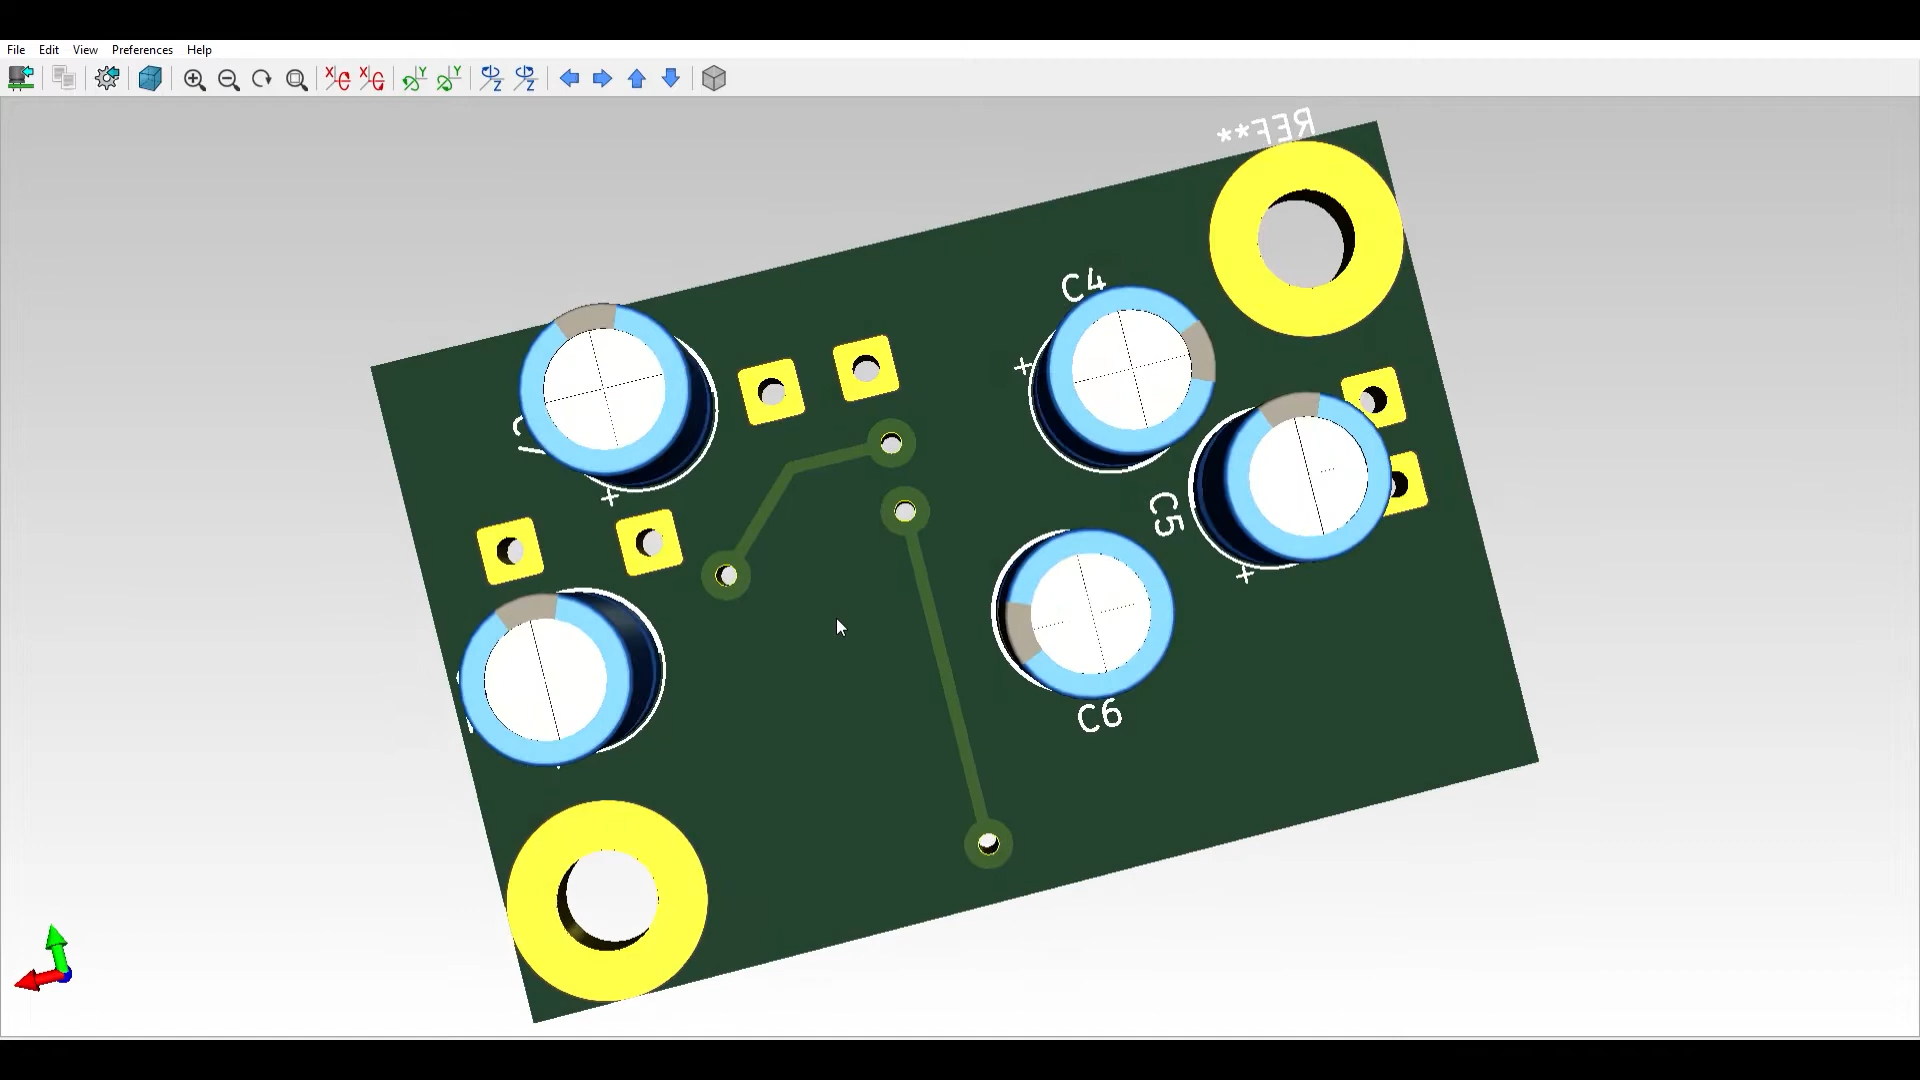 File Edit View Preferences Help
REF**
C4
+
C5
+
+
C6